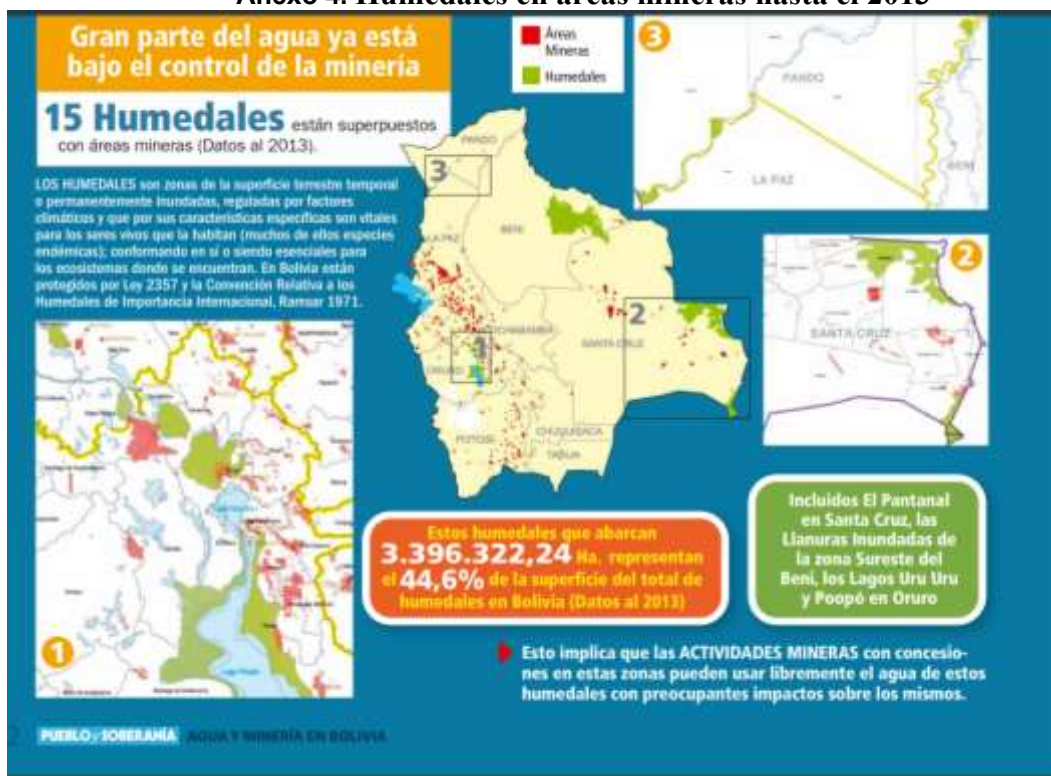 Anexo 4. Humedales en áreas mineras hasta el 2013
Gran parte del agua ya está
bajo el control de la minería
15 Humedales están superpuestos
con áreas mineras (Datos al 2013).
LOS HUMEDALES son zonas de la superficie terrestre temporal
o permanentemente inundadas, reguladas por factores
climáticos y que por sus características específicas son vitales
para los seres vivos que la habitan (muchos de ellos especies
endémicas); conformando en sí o siendo esenciales para
los ecosistemas donde se encuentran. En Bolivia están
protegidos por Ley 2357 y la Convención Relativa a los
Humedales de Importancia Internacional, Ramsar 1971.
Áreas
Mineras
Humedales
PANDO
3
LA PAZ
BENI
2
COCHABAMBA
1
ORURO
SANTA CRUZ
POTOSI
CHUQUISACA
TARIJA
3
PANDO
LA PAZ
BENI
2
SANTA CRUZ
1
Estos humedales que abarcan
3.396.322,24 Ha. representan
el 44,6% de la superficie del total de
humedales en Bolivia (Datos al 2013)
Incluidos El Pantanal
en Santa Cruz, las
Llanuras Inundadas de
la zona Sureste del
Beni, los Lagos Uru Uru
y Poopó en Oruro
Esto implica que las ACTIVIDADES MINERAS con concesio-
nes en estas zonas pueden usar libremente el agua de estos
humedales con preocupantes impactos sobre los mismos.
2 PUEBLO y SOBERANÍA AGUA Y MINERÍA EN BOLIVIA